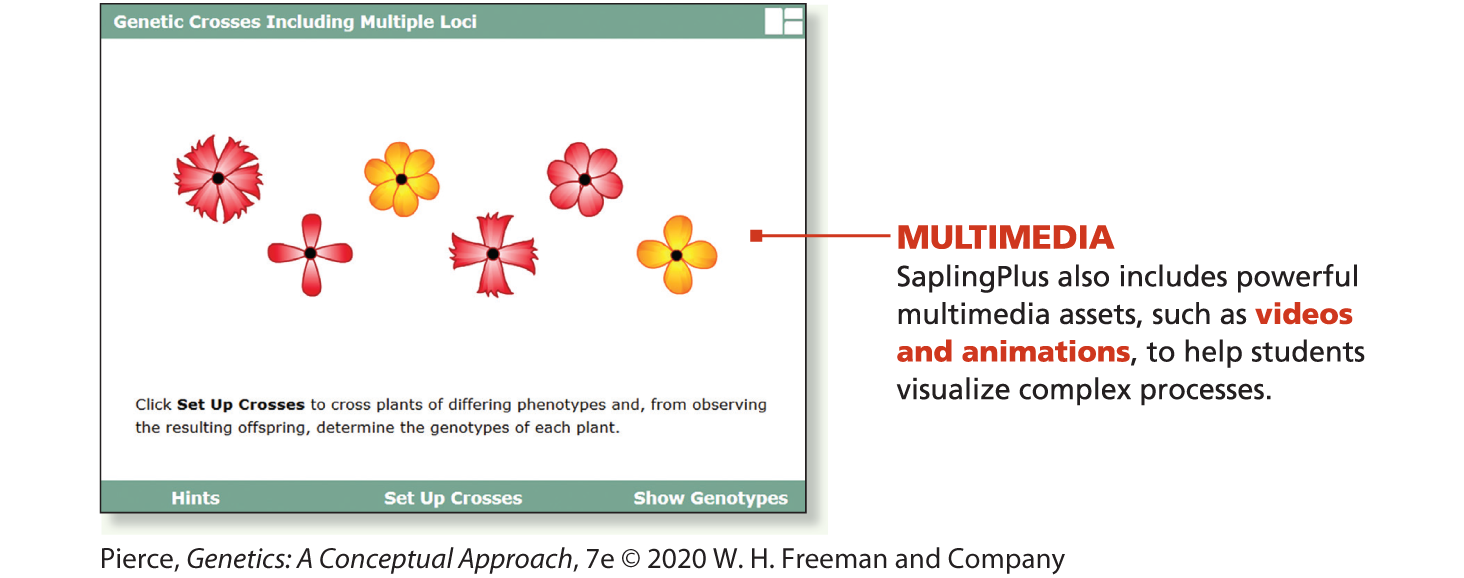 Genetic Crosses Including Multiple Loci
Click Set Up Crosses to cross plants of differing phenotypes and, from observing
the resulting offspring, determine the genotypes of each plant.
Hints Set Up Crosses Show Genotypes
MULTIMEDIA
SaplingPlus also includes powerful
multimedia assets, such as videos
and animations, to help students
visualize complex processes.
Pierce, Genetics: A Conceptual Approach, 7e © 2020 W. H. Freeman and Company